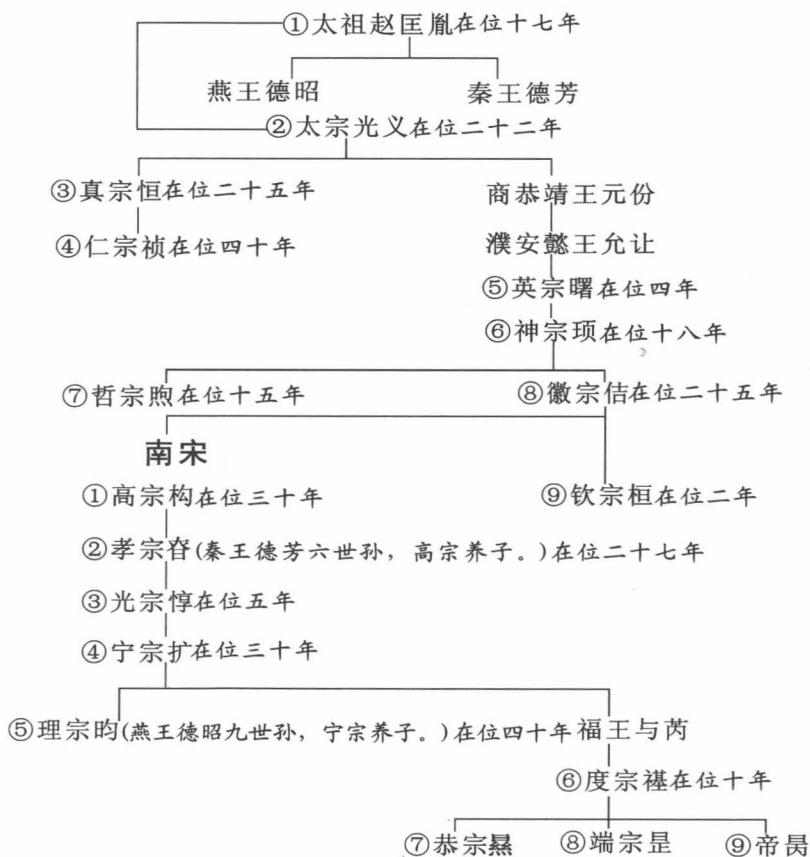 ①太祖赵匡胤在位十七年
燕王德昭 秦王德芳
②太宗光义在位二十二年
③真宗恒在位二十五年 商恭靖王元份
④仁宗祯在位四十年 濮安懿王允让
⑤英宗曙在位四年
⑥神宗顼在位十八年
⑦哲宗煦在位十五年 ⑧徽宗佶在位二十五年
南宋
①高宗构在位三十年 ⑨钦宗桓在位二年
②孝宗昚(秦王德芳六世孙，高宗养子。)在位二十七年
③光宗惇在位五年
④宁宗扩在位三十年
⑤理宗昀(燕王德昭九世孙，宁宗养子。)在位四十年 福王与芮
⑥度宗禥在位十年
⑦恭宗㬎 ⑧端宗昰 ⑨帝昺